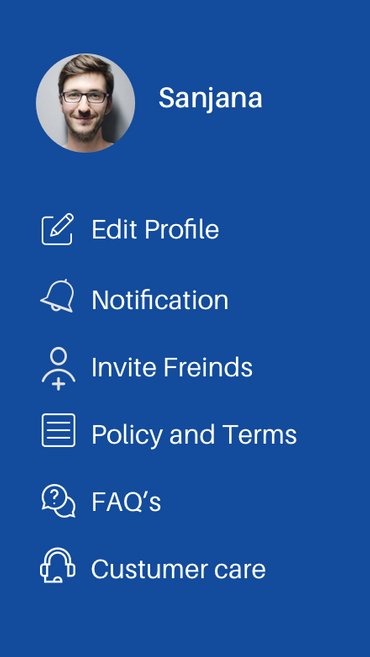 Sanjana
Edit Profile
Notification
Invite Freinds
Policy and Terms
FAQ’s
Custumer care